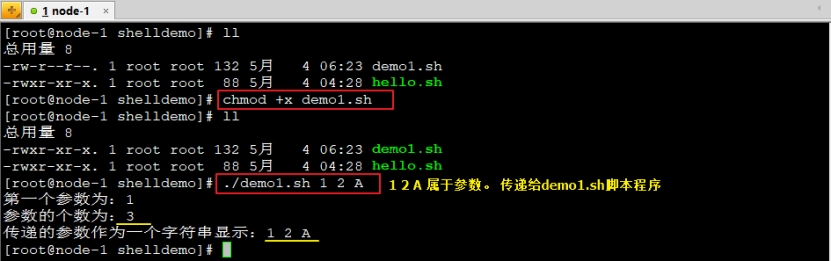 1 node-1 ×
[root@node-1 shelldemo]# ll
总用量 8
-rw-r--r--. 1 root root 132 5月   4 06:23 demo1.sh
-rwxr-xr-x. 1 root root  88 5月   4 04:28 hello.sh
[root@node-1 shelldemo]# chmod +x demo1.sh
[root@node-1 shelldemo]# ll
总用量 8
-rwxr-xr-x. 1 root root 132 5月   4 06:23 demo1.sh
-rwxr-xr-x. 1 root root  88 5月   4 04:28 hello.sh
[root@node-1 shelldemo]# ./demo1.sh 1 2 A 1 2 A 属于参数。传递给demo1.sh脚本程序
第一个参数为：1
参数的个数为：3
传递的参数作为一个字符串显示：1 2 A
[root@node-1 shelldemo]#